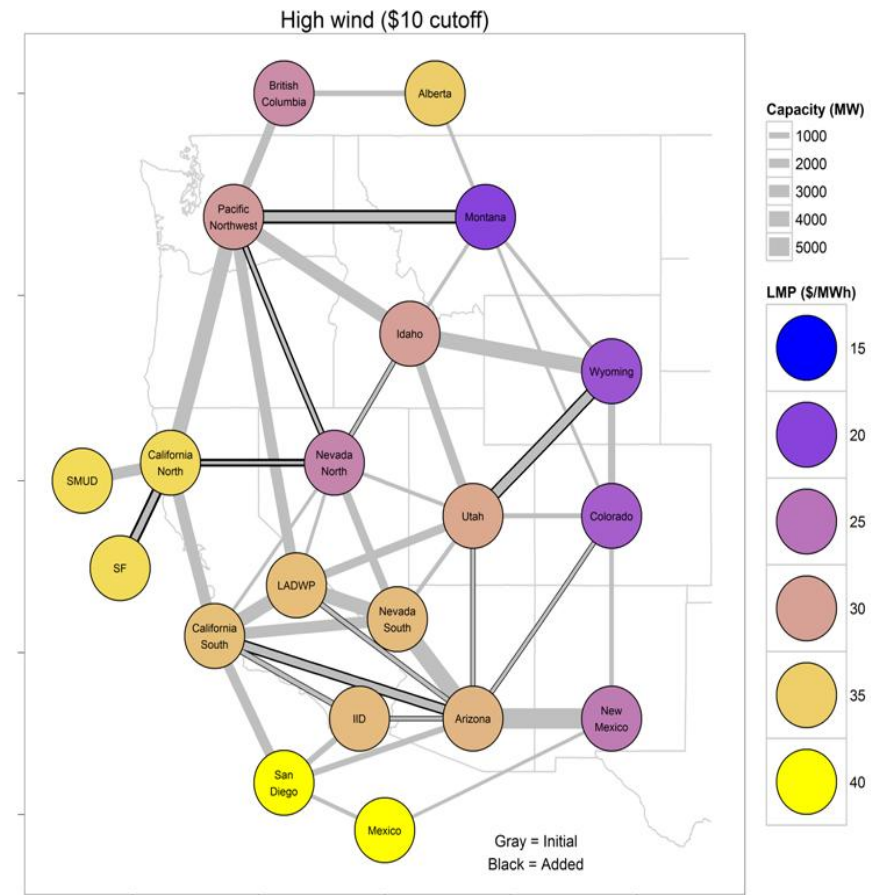 High wind ($10 cutoff)
British
Columbia
Alberta
Pacific
Northwest
Montana
Idaho
Wyoming
California
North
Nevada
North
SMUD
Utah
Colorado
SF
LADWP
Nevada
South
California
South
IID
Arizona
New
Mexico
San
Diego
Mexico
Gray = Initial
Black = Added
Capacity (MW)
1000
2000
3000
4000
5000
LMP ($/MWh)
15
20
25
30
35
40